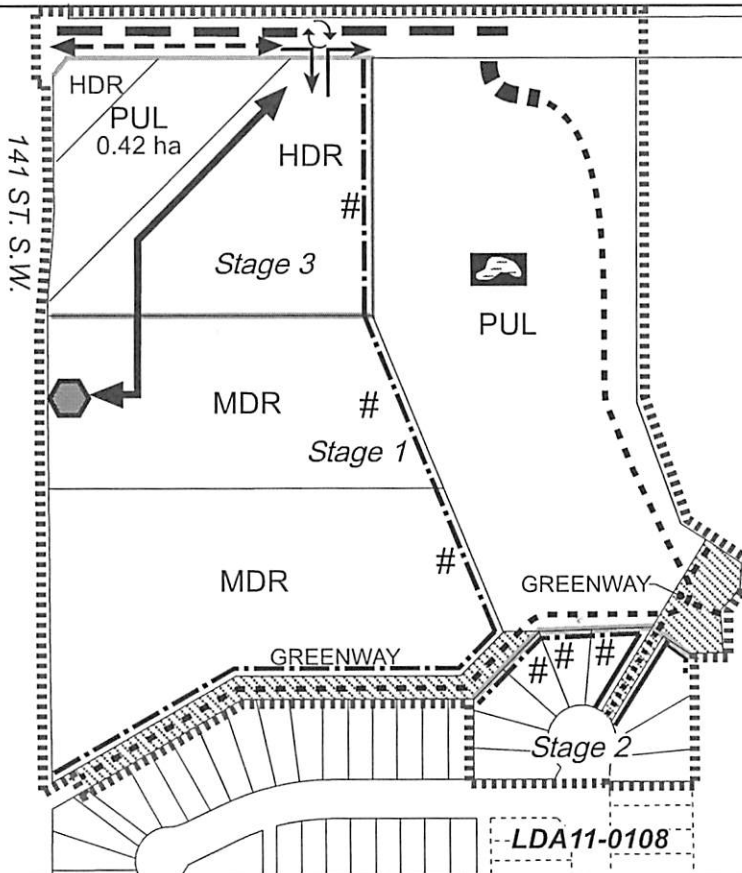 HDR
PUL
0.42 ha
141 ST. S.W.
HDR
#
Stage 3
PUL
MDR
#
Stage 1
#
MDR
GREENWAY
GREENWAY
# # #
Stage 2
LDA11-0108